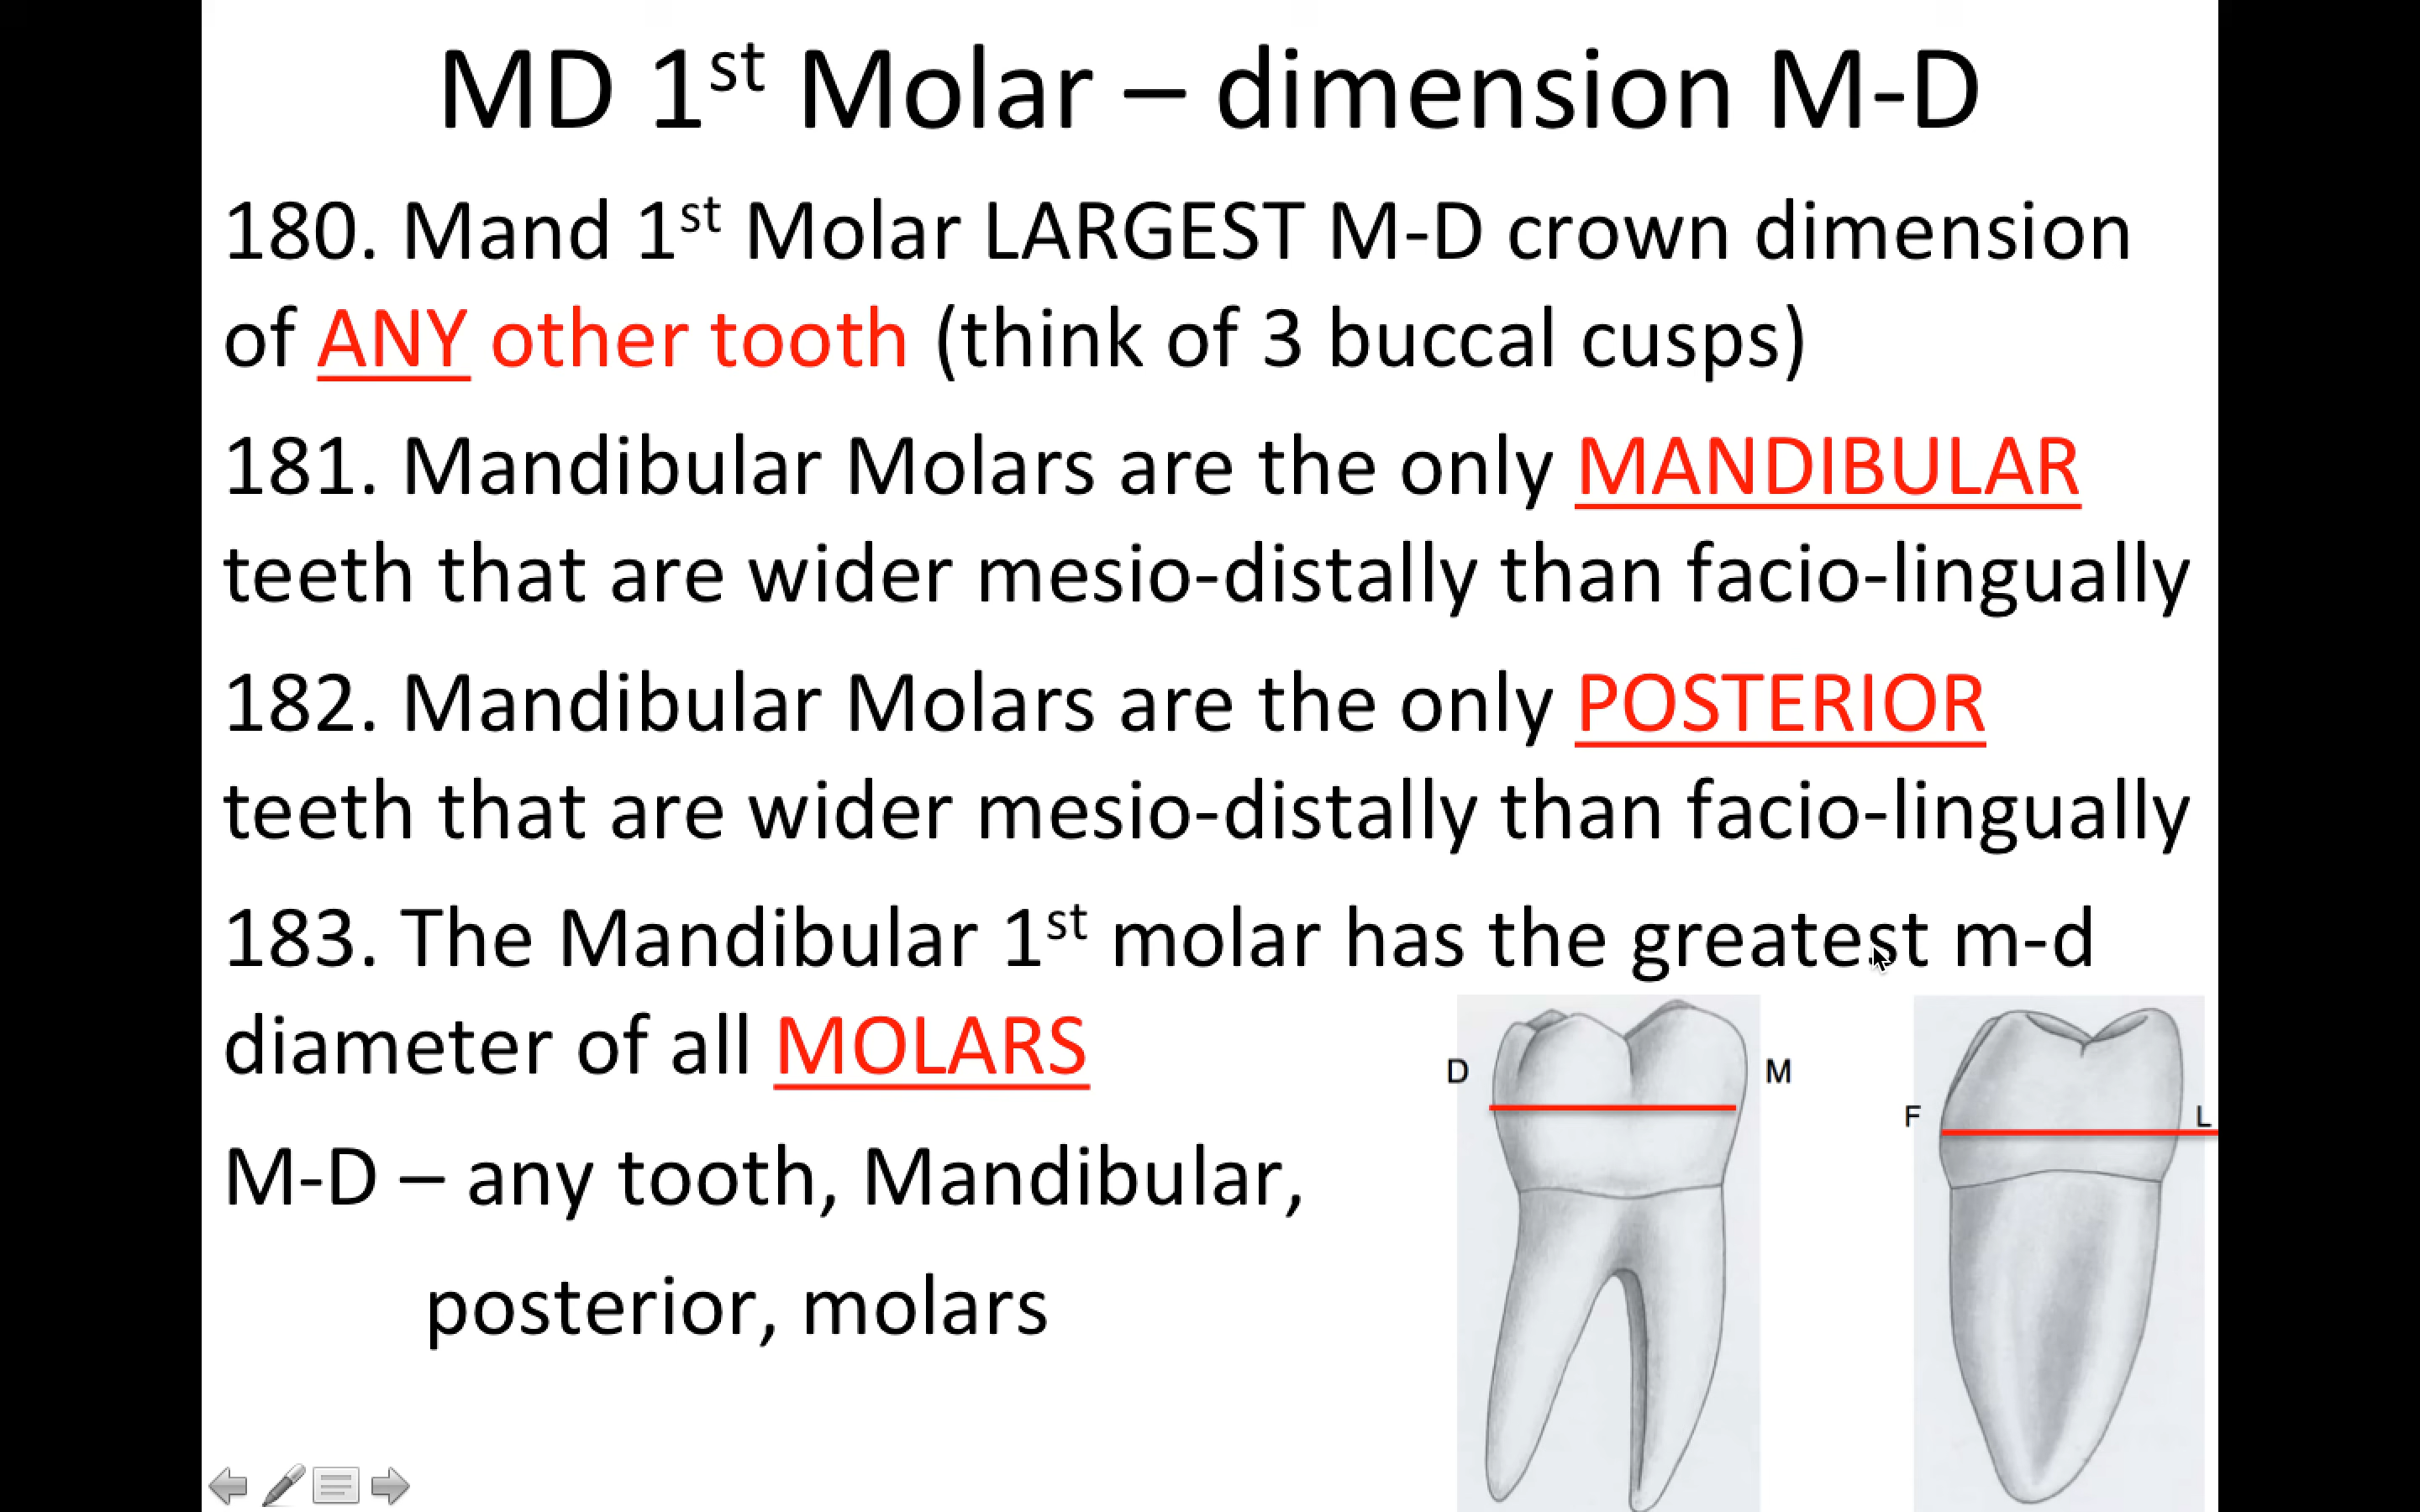 MD 1st Molar – dimension M-D
180. Mand 1st Molar LARGEST M-D crown dimension
of ANY other tooth (think of 3 buccal cusps)
181. Mandibular Molars are the only MANDIBULAR
teeth that are wider mesio-distally than facio-lingually
182. Mandibular Molars are the only POSTERIOR
teeth that are wider mesio-distally than facio-lingually
183. The Mandibular 1st molar has the greatest m-d
diameter of all MOLARS
M-D – any tooth, Mandibular,
posterior, molars
D
M
F
L